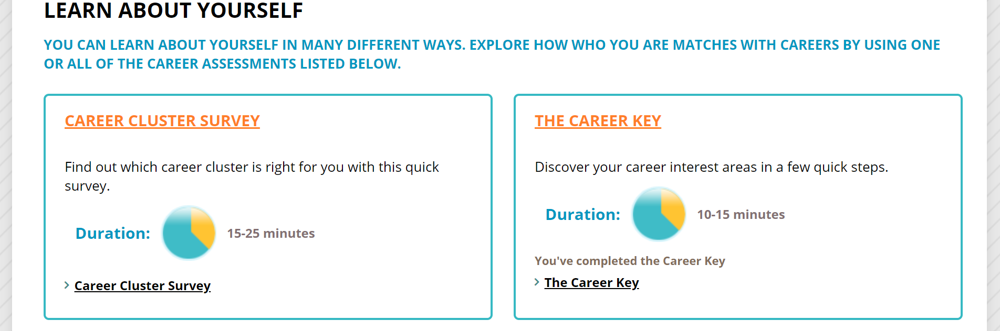 LEARN ABOUT YOURSELF
YOU CAN LEARN ABOUT YOURSELF IN MANY DIFFERENT WAYS. EXPLORE HOW WHO YOU ARE MATCHES WITH CAREERS BY USING ONE
OR ALL OF THE CAREER ASSESSMENTS LISTED BELOW.
CAREER CLUSTER SURVEY
Find out which career cluster is right for you with this quick
survey.
Duration: 15-25 minutes
Career Cluster Survey
THE CAREER KEY
Discover your career interest areas in a few quick steps.
Duration: 10-15 minutes
You've completed the Career Key
The Career Key